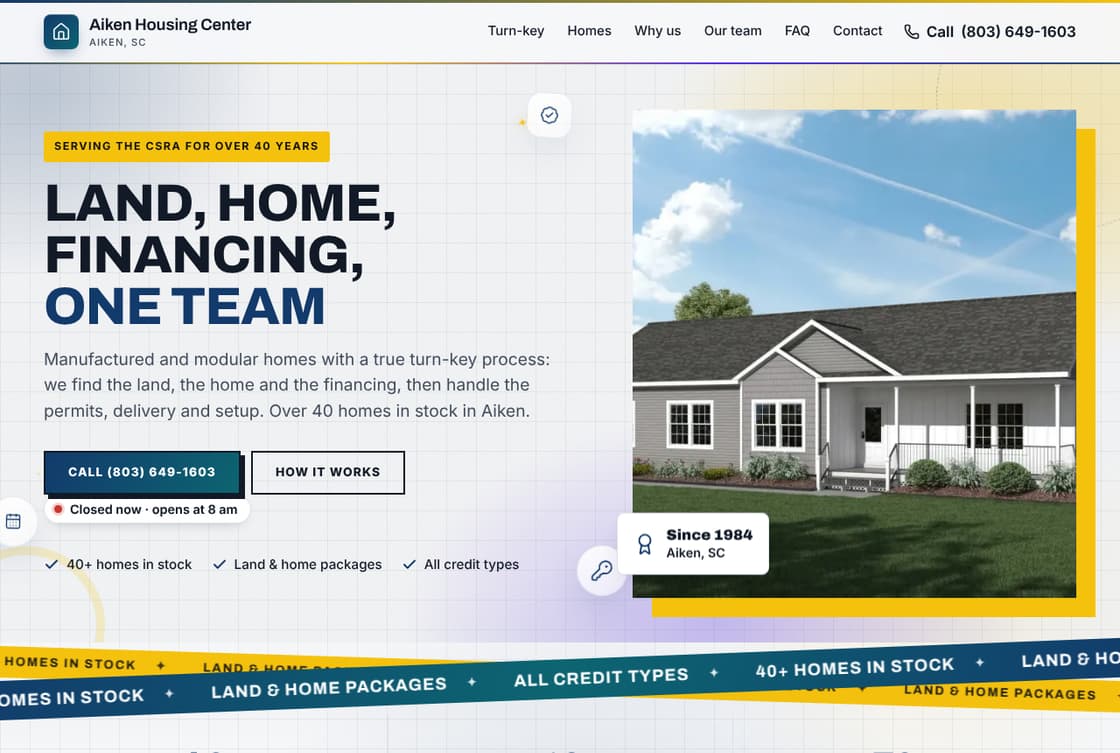 Aiken Housing Center
AIKEN, SC
Turn-key
Homes
Why us
Our team
FAQ
Contact
Call (803) 649-1603
SERVING THE CSRA FOR OVER 40 YEARS
LAND, HOME,
FINANCING,
ONE TEAM
Manufactured and modular homes with a true turn-key process:
we find the land, the home and the financing, then handle the
permits, delivery and setup. Over 40 homes in stock in Aiken.
CALL (803) 649-1603
HOW IT WORKS
Closed now · opens at 8 am
40+ homes in stock
Land & home packages
All credit types
Since 1984
Aiken, SC
HOMES IN STOCK ✦ LAND & HOME
OMES IN STOCK ✦ LAND & HOME PACKAGES ✦ ALL CREDIT TYPES ✦ 40+ HOMES IN STOCK ✦ LAND & HO
LAND & HOME PACKAGES